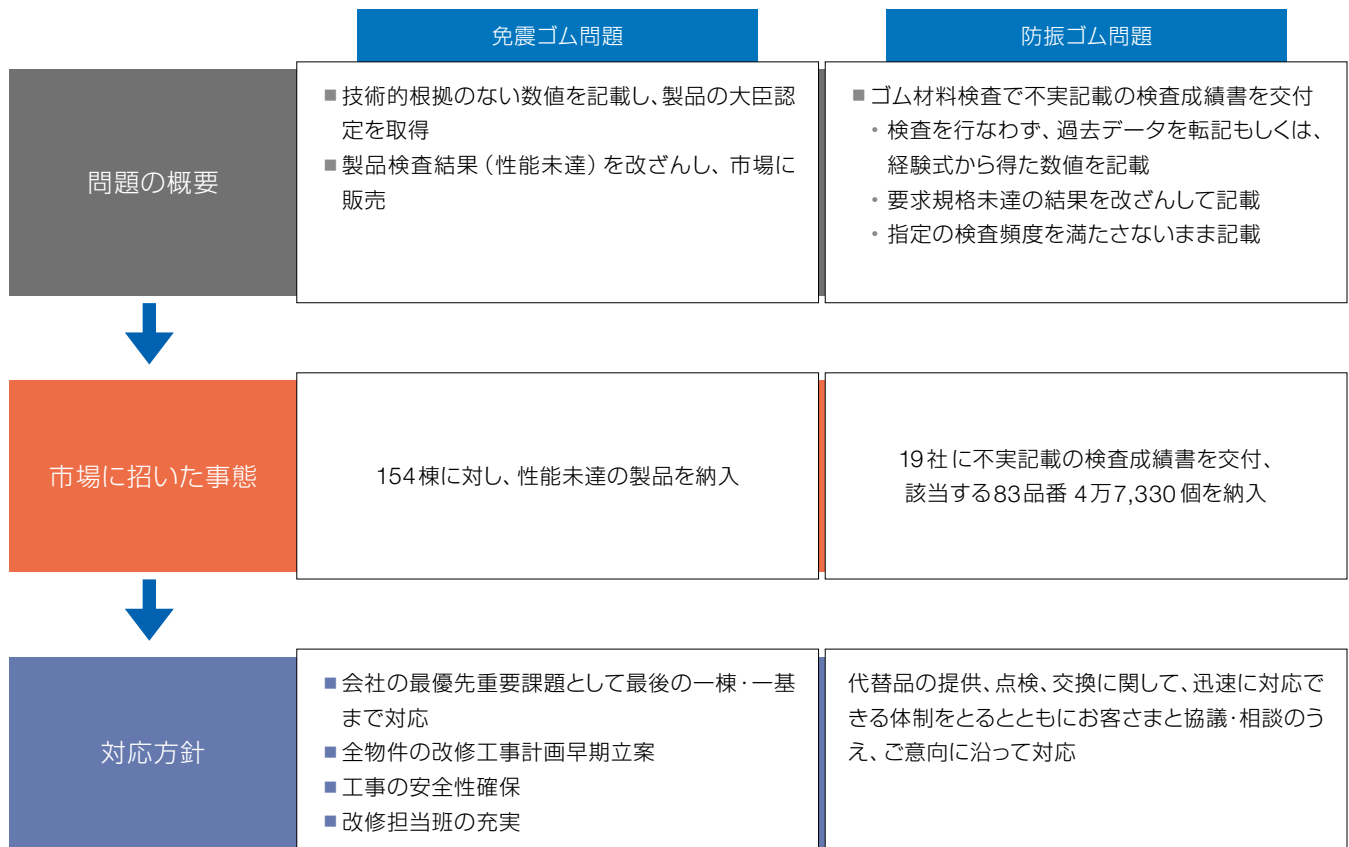 免震ゴム問題
防振ゴム問題
問題の概要
■技術的根拠のない数値を記載し、製品の大臣認
定を取得
■製品検査結果（性能未達）を改ざんし、市場に
販売
■ゴム材料検査で不実記載の検査成績書を交付
・検査を行なわず、過去データを転記もしくは、
経験式から得た数値を記載
・要求規格未達の結果を改ざんして記載
・指定の検査頻度を満たさないまま記載
市場に招いた事態
154棟に対し、性能未達の製品を納入
19社に不実記載の検査成績書を交付、
該当する83品番 4万7,330個を納入
対応方針
■会社の最優先重要課題として最後の一棟・一基
まで対応
■全物件の改修工事計画早期立案
■工事の安全性確保
■改修担当班の充実
代替品の提供、点検、交換に関して、迅速に対応で
きる体制をとるとともにお客さまと協議・相談のう
え、ご意向に沿って対応